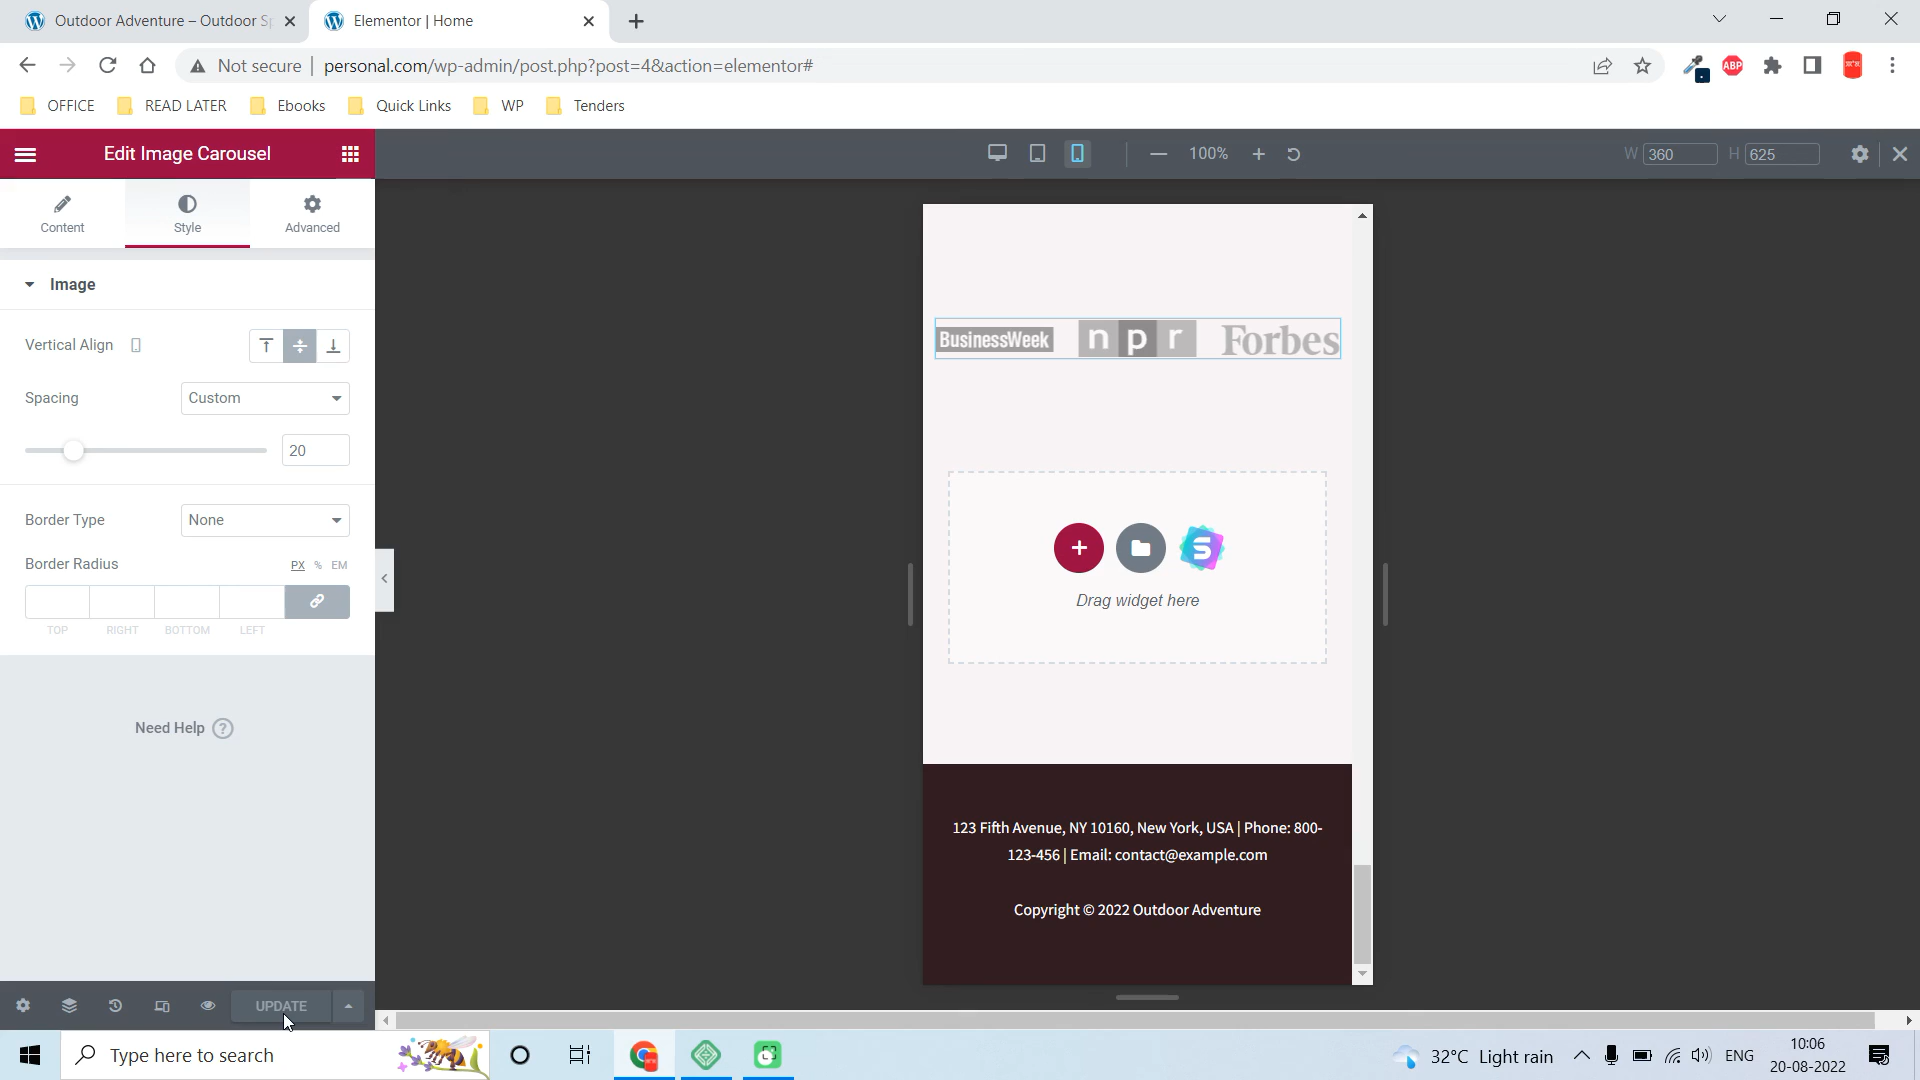 Outdoor Adventure – Outdoor Sp
Elementor | Home
Not secure
personal.com/wp-admin/post.php?post=4&action=elementor#
ABP
OFFICE
READ LATER
Ebooks
Quick Links
WP
Tenders
Edit Image Carousel
100%
W 360
H 625
Content
Style
Advanced
Image
Vertical Align
Spacing
Custom
20
Border Type
None
Border Radius
PX % EM
TOP RIGHT BOTTOM LEFT
Need Help ?
UPDATE
BusinessWeek
n p r
Forbes
S
Drag widget here
123 Fifth Avenue, NY 10160, New York, USA | Phone: 800-
123-456 | Email: contact@example.com
Copyright © 2022 Outdoor Adventure
Type here to search
32°C Light rain
ENG
10:06
20-08-2022